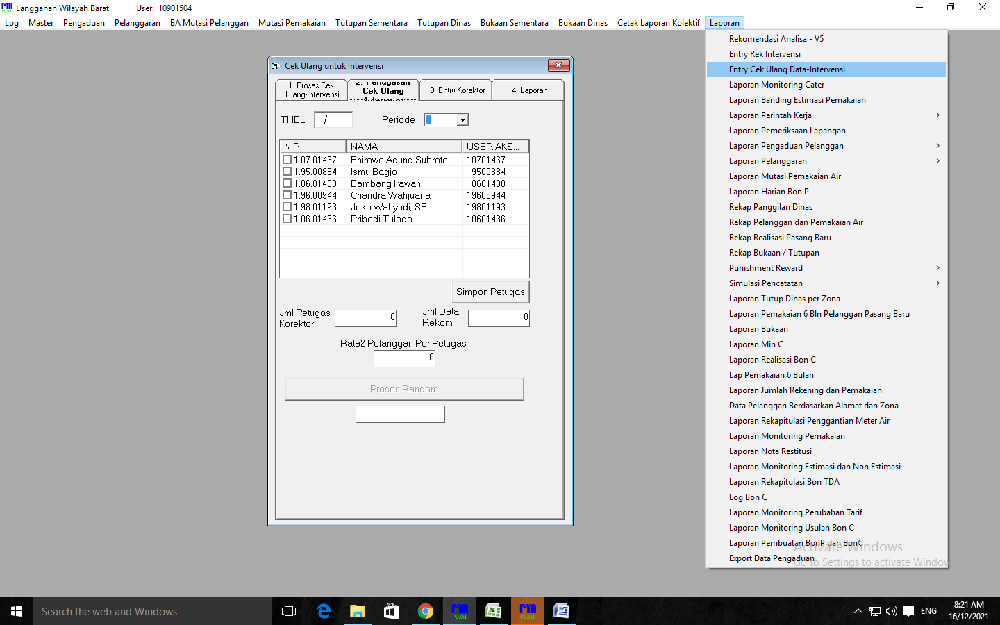 Langganan Wilayah Barat User: 10901504
Log Master Pengaduan Pelanggaran BA Mutasi Pelanggan Mutasi Pemakaian Tutupan Sementara Tutupan Dinas Bukaan Sementara Bukaan Dinas Cetak Laporan Kolektif Laporan
Cek Ulang untuk Intervensi
1. Proses Cek
Ulang-Intervensi
2. Penugasan
Cek Ulang
Intervensi
3. Entry Korektor
4. Laporan
THBL / Periode 1
NIP NAMA USER AKS...
1.07.01467 Bhirowo Agung Subroto 10701467
1.95.00884 Ismu Bagjo 19500884
1.06.01408 Bambang Irawan 10601408
1.96.00944 Chandra Wahjuana 19600944
1.98.01193 Joko Wahyudi, SE 19801193
1.06.01436 Pribadi Tulodo 10601436
Simpan Petugas
Jml Petugas
Korektor
0
Jml Data
Rekom
0
Rata2 Pelanggan Per Petugas
0
Proses Random
Rekomendasi Analisa - V5
Entry Rek Intervensi
Entry Cek Ulang Data-Intervensi
Laporan Monitoring Cater
Laporan Banding Estimasi Pemakaian
Laporan Perintah Kerja
Laporan Pemeriksaan Lapangan
Laporan Pengaduan Pelanggan
Laporan Pelanggaran
Laporan Mutasi Pemakaian Air
Laporan Harian Bon P
Rekap Panggilan Dinas
Rekap Pelanggan dan Pemakaian Air
Rekap Realisasi Pasang Baru
Rekap Bukaan / Tutupan
Punishment Reward
Simulasi Pencatatan
Laporan Tutup Dinas per Zona
Laporan Pemakaian 6 Bln Pelanggan Pasang Baru
Laporan Bukaan
Laporan Min C
Laporan Realisasi Bon C
Lap Pemakaian 6 Bulan
Laporan Jumlah Rekening dan Pemakaian
Data Pelanggan Berdasarkan Alamat dan Zona
Laporan Rekapitulasi Penggantian Meter Air
Laporan Monitoring Pemakaian
Laporan Nota Restitusi
Laporan Monitoring Estimasi dan Non Estimasi
Laporan Rekapitulasi Bon TDA
Log Bon C
Laporan Monitoring Perubahan Tarif
Laporan Monitoring Usulan Bon C
Laporan Pembuatan BonP dan BonC
Export Data Pengaduan
Activate Windows
Go to Settings to activate Window
Search the web and Windows
PDAM
PDAM
ENG
8:21 AM
16/12/2021